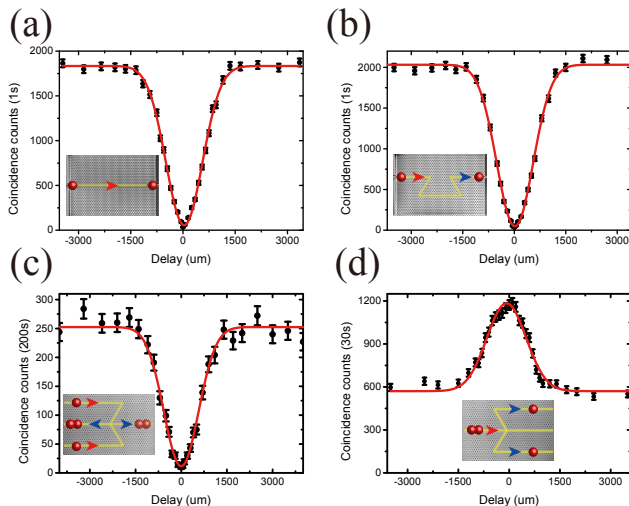 (a)
2000
1500
1000
500
0
Coincidence counts (1s)
-3000 -1500 0 1500 3000
Delay (um)
(b)
2000
1500
1000
500
0
Coincidence counts (1s)
-3000 -1500 0 1500 3000
Delay (um)
(c)
300
250
200
150
100
50
0
Coincidence counts (200s)
-3000 -1500 0 1500 3000
Delay (um)
(d)
1200
900
600
300
0
Coincidence counts (30s)
-3000 -1500 0 1500 3000
Delay (um)